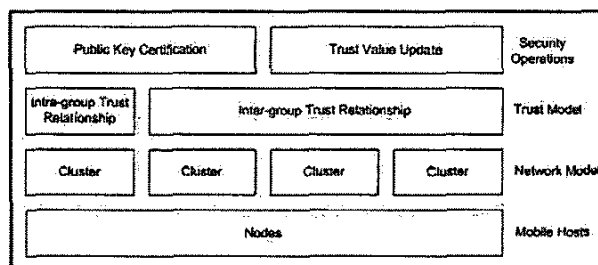 Public Key Certification
Trust Value Update
Security
Operations
Intra-group Trust
Relationship
Inter-group Trust Relationship
Trust Model
Cluster
Cluster
Cluster
Cluster
Network Model
Nodes
Mobile Hosts